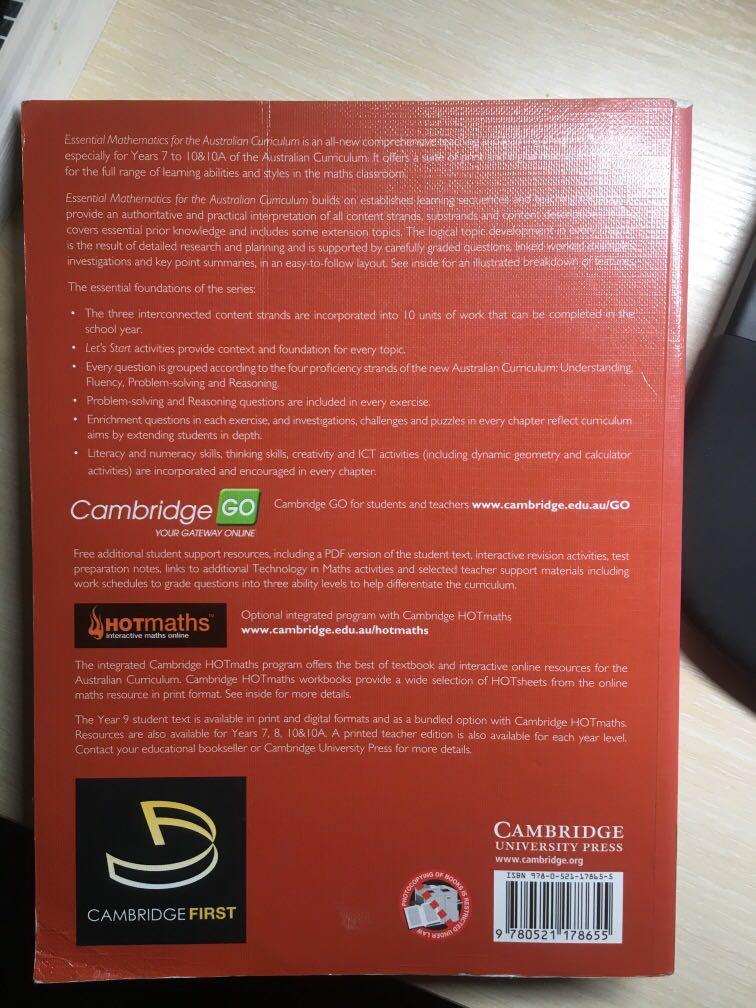 Essential Mathematics for the Australian Curriculum is an all-new comprehensive teaching
especially for Years 7 to 10&10A of the Australian Curriculum. It offers a suite of print
for the full range of learning abilities and styles in the maths classroom.
Essential Mathematics for the Australian Curriculum builds on established learning sequences and teaching
provide an authoritative and practical interpretation of all content strands, substrands and content descriptions.
covers essential prior knowledge and includes some extension topics. The logical topic development in every
is the result of detailed research and planning and is supported by carefully graded questions, linked worked examples,
investigations and key point summaries, in an easy-to-follow layout. See inside for an illustrated breakdown of features.
The essential foundations of the series:
• The three interconnected content strands are incorporated into 10 units of work that can be completed in the
school year.
• Let's Start activities provide context and foundation for every topic.
• Every question is grouped according to the four proficiency strands of the new Australian Curriculum: Understanding,
Fluency, Problem-solving and Reasoning.
• Problem-solving and Reasoning questions are included in every exercise.
• Enrichment questions in each exercise, and investigations, challenges and puzzles in every chapter reflect curriculum
aims by extending students in depth.
• Literacy and numeracy skills, thinking skills, creativity and ICT activities (including dynamic geometry and calculator
activities) are incorporated and encouraged in every chapter.
Cambridge GO
YOUR GATEWAY ONLINE
Cambridge GO for students and teachers www.cambridge.edu.au/GO
Free additional student support resources, including a PDF version of the student text, interactive revision activities, test
preparation notes, links to additional Technology in Maths activities and selected teacher support materials including
work schedules to grade questions into three ability levels to help differentiate the curriculum.
HOTmaths™
interactive maths online
Optional integrated program with Cambridge HOTmaths
www.cambridge.edu.au/hotmaths
The integrated Cambridge HOTmaths program offers the best of textbook and interactive online resources for the
Australian Curriculum. Cambridge HOTmaths workbooks provide a wide selection of HOTsheets from the online
maths resource in print format. See inside for more details.
The Year 9 student text is available in print and digital formats and as a bundled option with Cambridge HOTmaths.
Resources are also available for Years 7, 8, 10&10A. A printed teacher edition is also available for each year level.
Contact your educational bookseller or Cambridge University Press for more details.
CAMBRIDGE FIRST
PHOTOCOPYING OF BOOKS IS RESTRICTED UNDER LAW
CAMBRIDGE
UNIVERSITY PRESS
www.cambridge.org
ISBN 978-0-521-17865-5
9 780521 178655